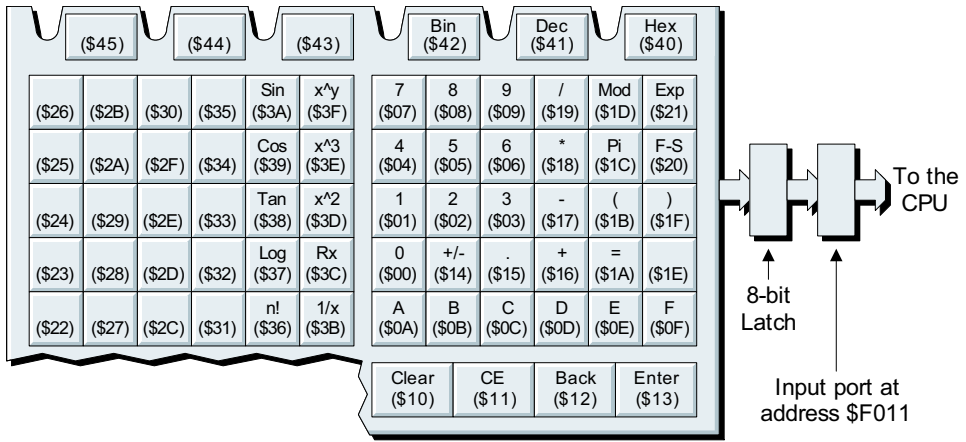 Bin Dec Hex
($45) ($44) ($43) ($42) ($41) ($40)
Sin x^y 7 8 9 / Mod Exp
($26) ($2B) ($30) ($35) ($3A) ($3F) ($07) ($08) ($09) ($19) ($1D) ($21)
Cos x^3 4 5 6 * Pi F-S
($25) ($2A) ($2F) ($34) ($39) ($3E) ($04) ($05) ($06) ($18) ($1C) ($20)
Tan x^2 1 2 3 - ( )
($24) ($29) ($2E) ($33) ($38) ($3D) ($01) ($02) ($03) ($17) ($1B) ($1F)
Log Rx 0 +/- . + =
($23) ($28) ($2D) ($32) ($37) ($3C) ($00) ($14) ($15) ($16) ($1A) ($1E)
n! 1/x A B C D E F
($22) ($27) ($2C) ($31) ($36) ($3B) ($0A) ($0B) ($0C) ($0D) ($0E) ($0F)
Clear CE Back Enter
($10) ($11) ($12) ($13)
To the
CPU
8-bit
Latch
Input port at
address $F011